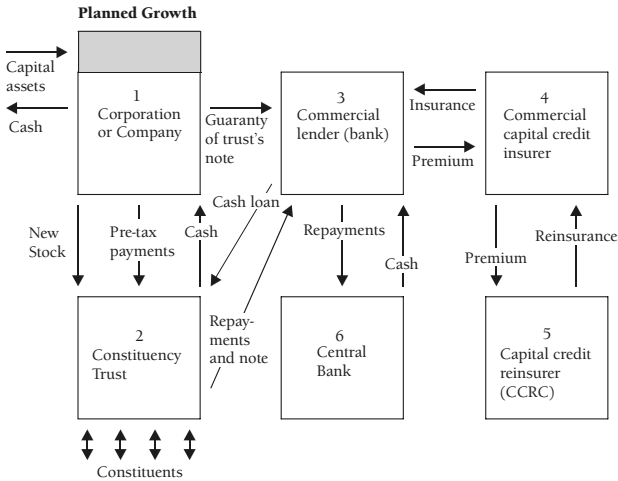 Planned Growth
Capital
assets
Cash
1
Corporation
or Company
Guaranty
of trust's
note
3
Commercial
lender (bank)
Insurance
Premium
4
Commercial
capital credit
insurer
New
Stock
Pre-tax
payments
Cash
Cash loan
Repayments
Cash
Premium
Reinsurance
2
Constituency
Trust
Repay-
ments
and note
6
Central
Bank
5
Capital credit
reinsurer
(CCRC)
Constituents